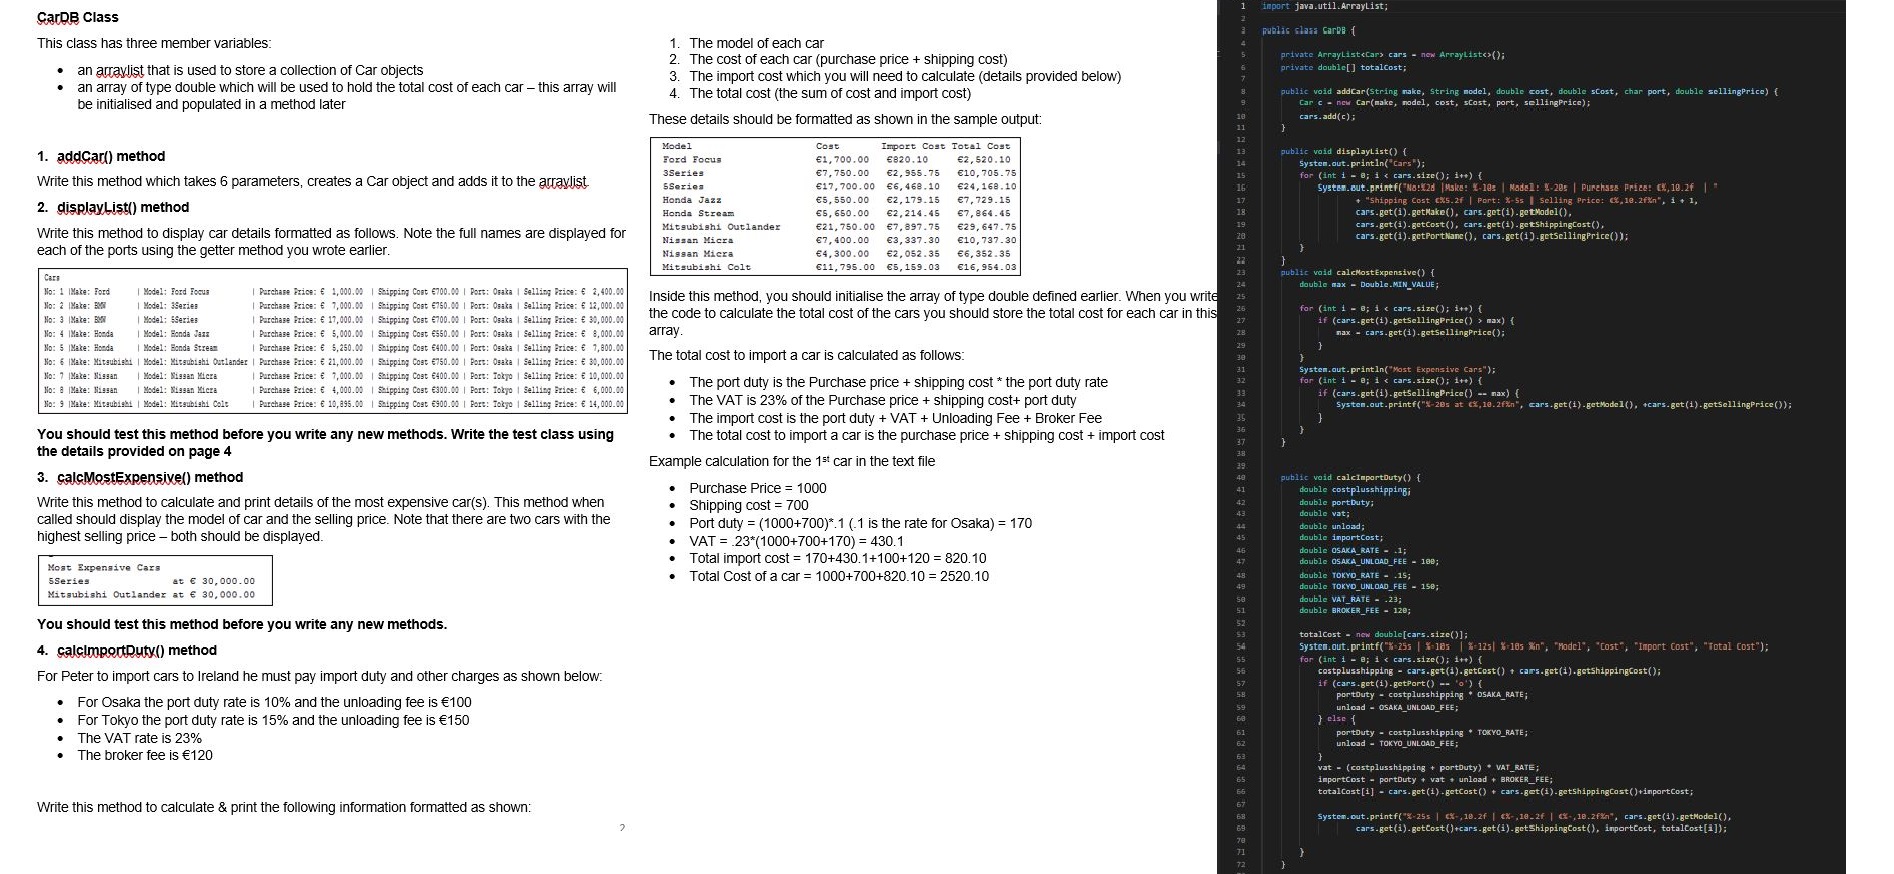 CarDB Class
This class has three member variables:
• an arraylist that is used to store a collection of Car objects
• an array of type double which will be used to hold the total cost of each car – this array will
be initialised and populated in a method later
1. addCar() method
Write this method which takes 6 parameters, creates a Car object and adds it to the arraylist.
2. displayList() method
Write this method to display car details formatted as follows. Note the full names are displayed for
each of the ports using the getter method you wrote earlier.
Cars
No: 1 |Make: Ford | Model: Ford Focus | Purchase Price: € 1,000.00 | Shipping Cost €700.00 | Port: Osaka | Selling Price: € 2,400.00
No: 2 |Make: BMW | Model: 3Series | Purchase Price: € 7,000.00 | Shipping Cost €750.00 | Port: Osaka | Selling Price: € 12,000.00
No: 3 |Make: BMW | Model: 5Series | Purchase Price: € 17,000.00 | Shipping Cost €700.00 | Port: Osaka | Selling Price: € 30,000.00
No: 4 |Make: Honda | Model: Honda Jazz | Purchase Price: € 5,000.00 | Shipping Cost €550.00 | Port: Osaka | Selling Price: € 8,000.00
No: 5 |Make: Honda | Model: Honda Stream | Purchase Price: € 5,250.00 | Shipping Cost €400.00 | Port: Osaka | Selling Price: € 7,800.00
No: 6 |Make: Mitsubishi | Model: Mitsubishi Outlander | Purchase Price: € 21,000.00 | Shipping Cost €750.00 | Port: Osaka | Selling Price: € 30,000.00
No: 7 |Make: Nissan | Model: Nissan Micra | Purchase Price: € 7,000.00 | Shipping Cost €400.00 | Port: Tokyo | Selling Price: € 10,000.00
No: 8 |Make: Nissan | Model: Nissan Micra | Purchase Price: € 4,000.00 | Shipping Cost €300.00 | Port: Tokyo | Selling Price: € 6,000.00
No: 9 |Make: Mitsubishi | Model: Mitsubishi Colt | Purchase Price: € 10,895.00 | Shipping Cost €900.00 | Port: Tokyo | Selling Price: € 14,000.00
You should test this method before you write any new methods. Write the test class using
the details provided on page 4
3. calcMostExpensive() method
Write this method to calculate and print details of the most expensive car(s). This method when
called should display the model of car and the selling price. Note that there are two cars with the
highest selling price – both should be displayed.
Most Expensive Cars
5Series at € 30,000.00
Mitsubishi Outlander at € 30,000.00
You should test this method before you write any new methods.
4. calcImportDuty() method
For Peter to import cars to Ireland he must pay import duty and other charges as shown below:
• For Osaka the port duty rate is 10% and the unloading fee is €100
• For Tokyo the port duty rate is 15% and the unloading fee is €150
• The VAT rate is 23%
• The broker fee is €120
Write this method to calculate & print the following information formatted as shown:
2
1. The model of each car
2. The cost of each car (purchase price + shipping cost)
3. The import cost which you will need to calculate (details provided below)
4. The total cost (the sum of cost and import cost)
These details should be formatted as shown in the sample output:
Model Cost Import Cost Total Cost
Ford Focus €1,700.00 €820.10 €2,520.10
3Series €7,750.00 €2,955.75 €10,705.75
5Series €17,700.00 €6,468.10 €24,168.10
Honda Jazz €5,550.00 €2,179.15 €7,729.15
Honda Stream €5,650.00 €2,214.45 €7,864.45
Mitsubishi Outlander €21,750.00 €7,897.75 €29,647.75
Nissan Micra €7,400.00 €3,337.30 €10,737.30
Nissan Micra €4,300.00 €2,052.35 €6,352.35
Mitsubishi Colt €11,795.00 €5,159.03 €16,954.03
Inside this method, you should initialise the array of type double defined earlier. When you write
the code to calculate the total cost of the cars you should store the total cost for each car in this
array.
The total cost to import a car is calculated as follows:
• The port duty is the Purchase price + shipping cost * the port duty rate
• The VAT is 23% of the Purchase price + shipping cost+ port duty
• The import cost is the port duty + VAT + Unloading Fee + Broker Fee
• The total cost to import a car is the purchase price + shipping cost + import cost
Example calculation for the 1st car in the text file
• Purchase Price = 1000
• Shipping cost = 700
• Port duty = (1000+700)*.1 (.1 is the rate for Osaka) = 170
• VAT = .23*(1000+700+170) = 430.1
• Total import cost = 170+430.1+100+120 = 820.10
• Total Cost of a car = 1000+700+820.10 = 2520.10
1 import java.util.ArrayList;
2
3 public class CarDB {
4
5 private ArrayList<Car> cars = new ArrayList<>();
6 private double[] totalCost;
7
8 public void addCar(String make, String model, double cost, double sCost, char port, double sellingPrice) {
9 Car c = new Car(make, model, cost, sCost, port, sellingPrice);
10 cars.add(c);
11 }
12
13 public void displayList() {
14 System.out.println("Cars");
15 for (int i = 0; i < cars.size(); i++) {
16 System.out.printf("No:%2d |Make: %-10s | Modal: %-20s | Purchase Price: €%,10.2f | "
17 + "Shipping Cost €%5.2f | Port: %-5s | Selling Price: €%,10.2f%n", i + 1,
18 cars.get(i).getMake(), cars.get(i).getModel(),
19 cars.get(i).getCost(), cars.get(i).getShippingCost(),
20 cars.get(i).getPortName(), cars.get(i).getSellingPrice());
21 }
22 }
23 public void calcMostExpensive() {
24 double max = Double.MIN_VALUE;
25
26 for (int i = 0; i < cars.size(); i++) {
27 if (cars.get(i).getSellingPrice() > max) {
28 max = cars.get(i).getSellingPrice();
29 }
30 }
31 System.out.println("Most Expensive Cars");
32 for (int i = 0; i < cars.size(); i++) {
33 if (cars.get(i).getSellingPrice() == max) {
34 System.out.printf("%-20s at €%,10.2f%n", cars.get(i).getModel(), +cars.get(i).getSellingPrice());
35 }
36 }
37 }
38
39
40 public void calcImportDuty() {
41 double costplusshipping;
42 double portDuty;
43 double vat;
44 double unload;
45 double importCost;
46 double OSAKA_RATE = .1;
47 double OSAKA_UNLOAD_FEE = 100;
48 double TOKYO_RATE = .15;
49 double TOKYO_UNLOAD_FEE = 150;
50 double VAT_RATE = .23;
51 double BROKER_FEE = 120;
52
53 totalCost = new double[cars.size()];
54 System.out.printf("%-25s | %-10s | %-12s| %-10s %n", "Model", "Cost", "Import Cost", "Total Cost");
55 for (int i = 0; i < cars.size(); i++) {
56 costplusshipping = cars.get(i).getCost() + cars.get(i).getShippingCost();
57 if (cars.get(i).getPort() == 'o') {
58 portDuty = costplusshipping * OSAKA_RATE;
59 unload = OSAKA_UNLOAD_FEE;
60 } else {
61 portDuty = costplusshipping * TOKYO_RATE;
62 unload = TOKYO_UNLOAD_FEE;
63 }
64 vat = (costplusshipping + portDuty) * VAT_RATE;
65 importCost = portDuty + vat + unload + BROKER_FEE;
66 totalCost[i] = cars.get(i).getCost() + cars.get(i).getShippingCost()+importCost;
67
68 System.out.printf("%-25s | €%-,10.2f | €%-,10.2f | €%-,10.2f%n", cars.get(i).getModel(),
69 cars.get(i).getCost()+cars.get(i).getShippingCost(), importCost, totalCost[i]);
70
71 }
72 }